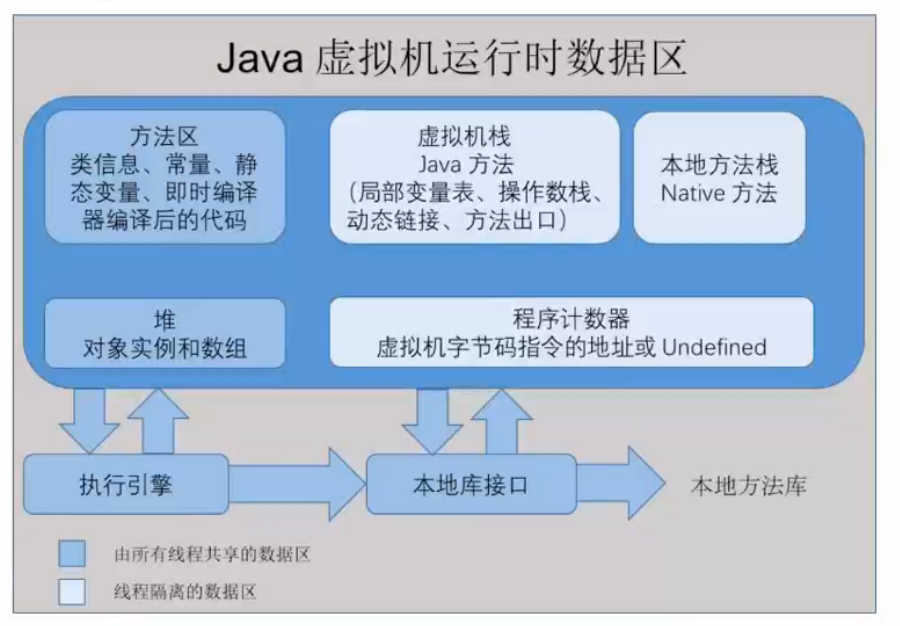 Java 虚拟机运行时数据区
方法区
类信息、常量、静
态变量、即时编译
器编译后的代码
虚拟机栈
Java 方法
(局部变量表、操作数栈、
动态链接、方法出口)
本地方法栈
Native 方法
堆
对象实例和数组
程序计数器
虚拟机字节码指令的地址或 Undefined
执行引擎
本地库接口
本地方法库
由所有线程共享的数据区
线程隔离的数据区